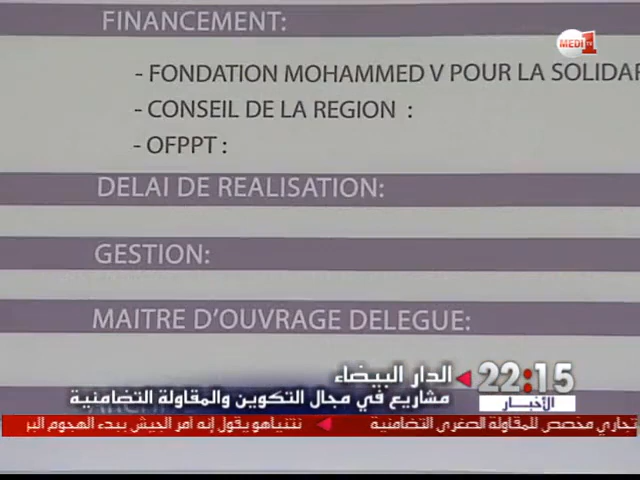 FINANCEMENT:
MEDI 1
- FONDATION MOHAMMED V POUR LA SOLIDAR
- CONSEIL DE LA REGION :
- OFPPT :
DELAI DE REALISATION:
GESTION:
MAITRE D'OUVRAGE DELEGUE:
الدار البيضاء
22:15
مشاريع في مجال التكوين والمقاولة التضامنية
الأخبار
تجاري مخصص للمقاولة الصغرى التضامنية ◄ نتنياهو يقول إنه أمر الجيش ببدء الهجوم البر